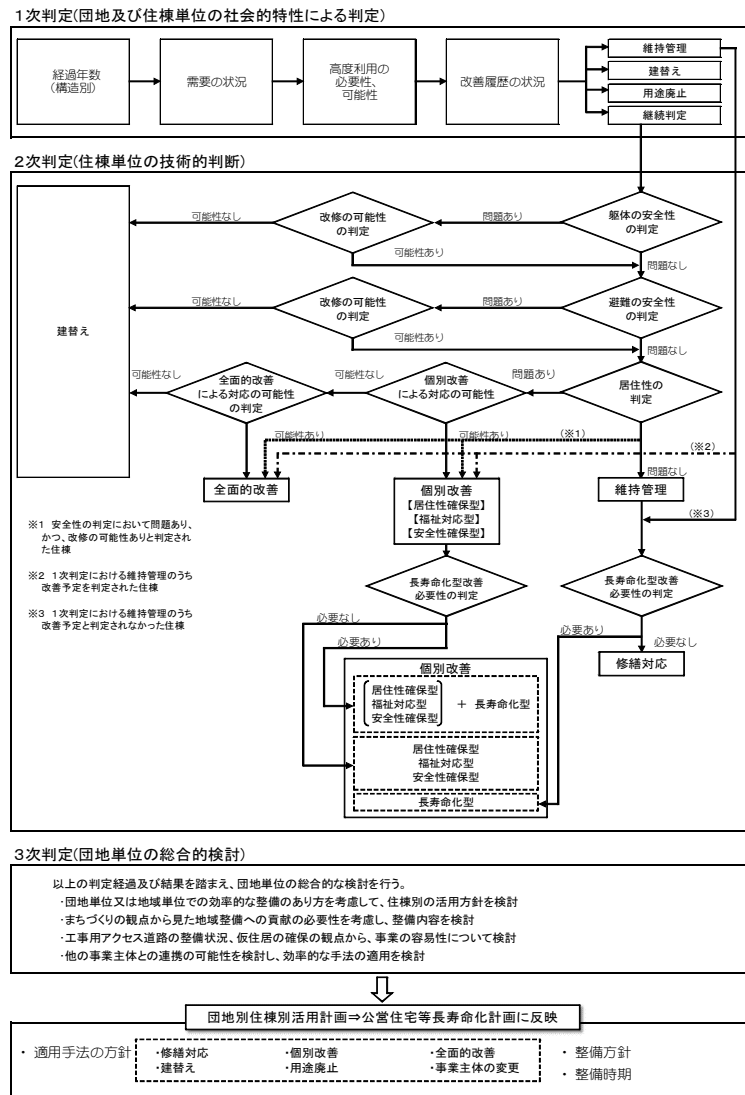 1次判定(団地及び住棟単位の社会的特性による判定)
経過年数
(構造別)
需要の状況
高度利用の
必要性、
可能性
改善履歴の状況
維持管理
建替え
用途廃止
継続判定
2次判定(住棟単位の技術的判断)
建替え
可能性なし
改修の可能性
の判定
問題あり
躯体の安全性
の判定
可能性あり
問題なし
可能性なし
改修の可能性
の判定
問題あり
避難の安全性
の判定
可能性あり
問題なし
可能性なし
全面的改善
による対応の可能性
の判定
可能性なし
個別改善
による対応の可能性
問題あり
居住性の
判定
可能性あり
可能性あり
(※1)
(※2)
問題なし
全面的改善
個別改善
【居住性確保型】
【福祉対応型】
【安全性確保型】
維持管理
(※3)
※1 安全性の判定において問題あり、
かつ、改修の可能性ありと判定され
た住棟
※2 1次判定における維持管理のうち
改善予定を判定された住棟
※3 1次判定における維持管理のうち
改善予定と判定されなかった住棟
長寿命化型改善
必要性の判定
長寿命化型改善
必要性の判定
必要なし
必要あり
必要あり
必要なし
修繕対応
個別改善
居住性確保型
福祉対応型
安全性確保型
+ 長寿命化型
居住性確保型
福祉対応型
安全性確保型
長寿命化型
3次判定(団地単位の総合的検討)
以上の判定経過及び結果を踏まえ、団地単位の総合的な検討を行う。
・団地単位又は地域単位での効率的な整備のあり方を考慮して、住棟別の活用方針を検討
・まちづくりの観点から見た地域整備への貢献の必要性を考慮し、整備内容を検討
・工事用アクセス道路の整備状況、仮住居の確保の観点から、事業の容易性について検討
・他の事業主体との連携の可能性を検討し、効率的な手法の適用を検討
団地別住棟別活用計画⇒公営住宅等長寿命化計画に反映
・ 適用手法の方針
・修繕対応 ・個別改善 ・全面的改善
・建替え ・用途廃止 ・事業主体の変更
・ 整備方針
・ 整備時期